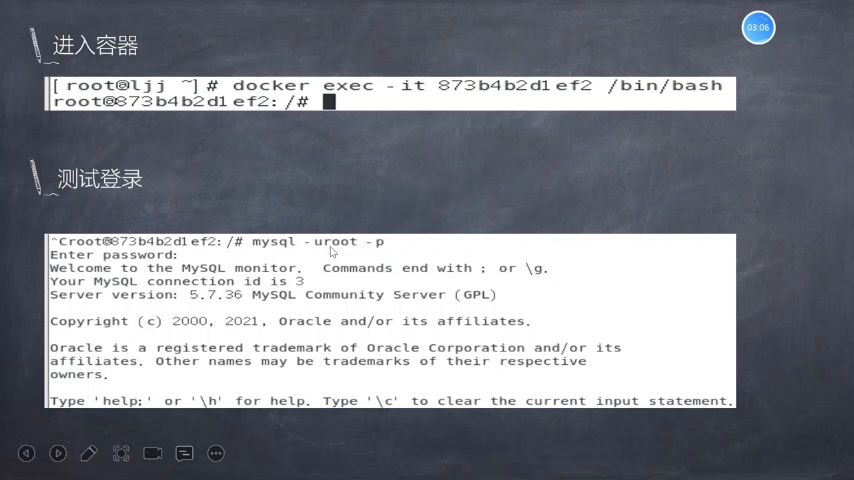 03:06
进入容器
[root@ljj ~]# docker exec -it 873b4b2d1ef2 /bin/bash
root@873b4b2d1ef2:/#
测试登录
^Croot@873b4b2d1ef2:/# mysql -uroot -p
Enter password:
Welcome to the MySQL monitor.  Commands end with ; or \g.
Your MySQL connection id is 3
Server version: 5.7.36 MySQL Community Server (GPL)
Copyright (c) 2000, 2021, Oracle and/or its affiliates.
Oracle is a registered trademark of Oracle Corporation and/or its
affiliates. Other names may be trademarks of their respective
owners.
Type 'help;' or '\h' for help. Type '\c' to clear the current input statement.